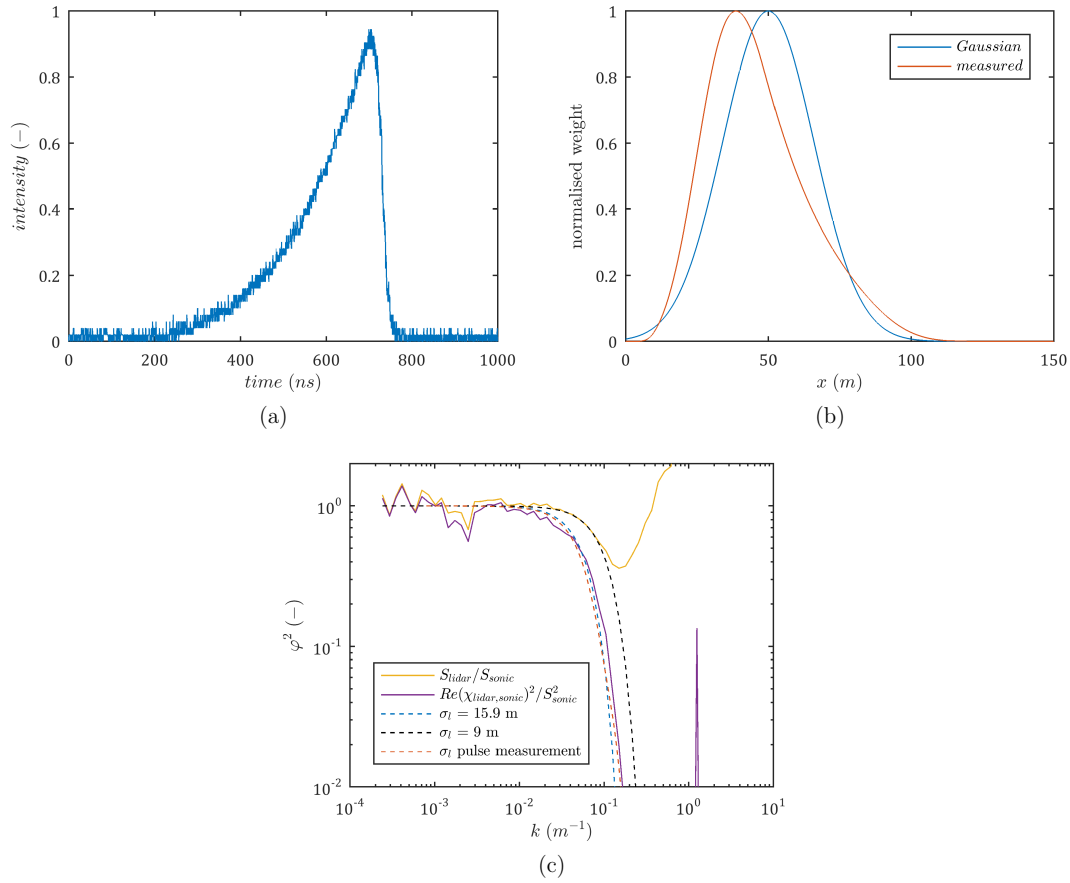 1
0.8
0.6
0.4
0.2
0
intensity (−)
0 200 400 600 800 1000
time (ns)
(a)
1
0.8
0.6
0.4
0.2
0
normalised weight
Gaussian
measured
0 50 100 150
x (m)
(b)
10^0
10^-1
10^-2
φ^2 (−)
S_lidar/S_sonic
Re(χ_lidar,sonic)^2/S^2_sonic
σ_l = 15.9 m
σ_l = 9 m
σ_l pulse measurement
10^-4 10^-3 10^-2 10^-1 10^0 10^1
k (m^-1)
(c)